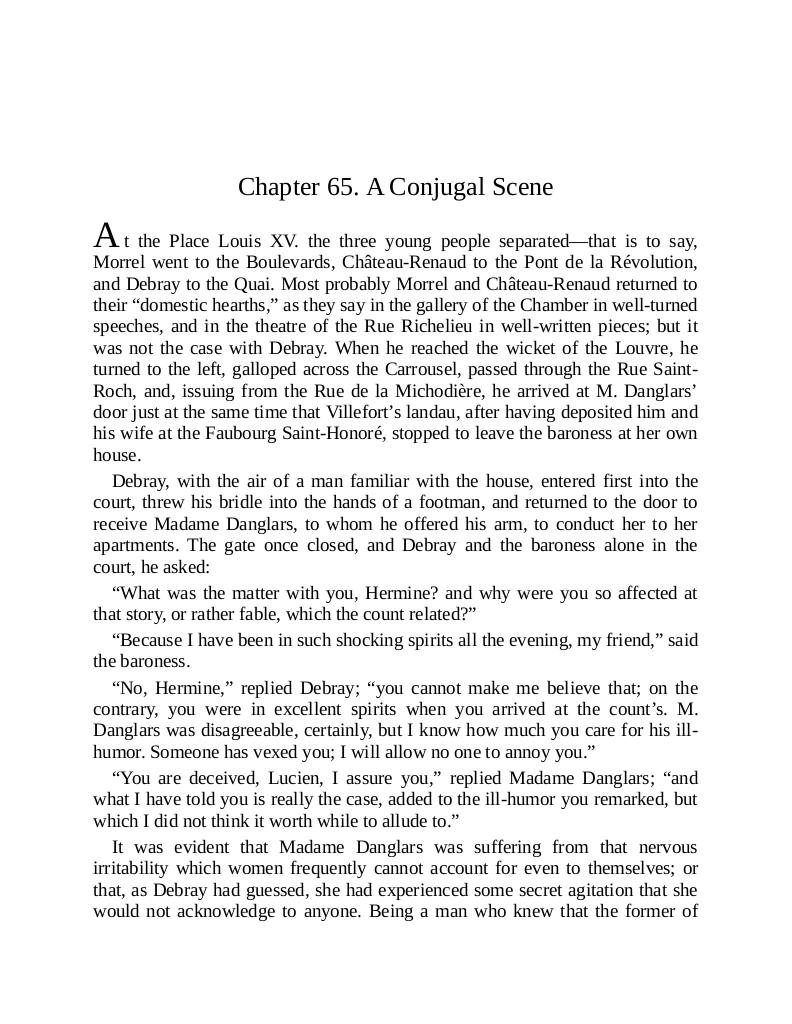 Chapter 65. A Conjugal Scene
At the Place Louis XV. the three young people separated—that is to say,
Morrel went to the Boulevards, Château-Renaud to the Pont de la Révolution,
and Debray to the Quai. Most probably Morrel and Château-Renaud returned to
their “domestic hearths,” as they say in the gallery of the Chamber in well-turned
speeches, and in the theatre of the Rue Richelieu in well-written pieces; but it
was not the case with Debray. When he reached the wicket of the Louvre, he
turned to the left, galloped across the Carrousel, passed through the Rue Saint-
Roch, and, issuing from the Rue de la Michodière, he arrived at M. Danglars’
door just at the same time that Villefort’s landau, after having deposited him and
his wife at the Faubourg Saint-Honoré, stopped to leave the baroness at her own
house.
Debray, with the air of a man familiar with the house, entered first into the
court, threw his bridle into the hands of a footman, and returned to the door to
receive Madame Danglars, to whom he offered his arm, to conduct her to her
apartments. The gate once closed, and Debray and the baroness alone in the
court, he asked:
“What was the matter with you, Hermine? and why were you so affected at
that story, or rather fable, which the count related?”
“Because I have been in such shocking spirits all the evening, my friend,” said
the baroness.
“No, Hermine,” replied Debray; “you cannot make me believe that; on the
contrary, you were in excellent spirits when you arrived at the count’s. M.
Danglars was disagreeable, certainly, but I know how much you care for his ill-
humor. Someone has vexed you; I will allow no one to annoy you.”
“You are deceived, Lucien, I assure you,” replied Madame Danglars; “and
what I have told you is really the case, added to the ill-humor you remarked, but
which I did not think it worth while to allude to.”
It was evident that Madame Danglars was suffering from that nervous
irritability which women frequently cannot account for even to themselves; or
that, as Debray had guessed, she had experienced some secret agitation that she
would not acknowledge to anyone. Being a man who knew that the former of